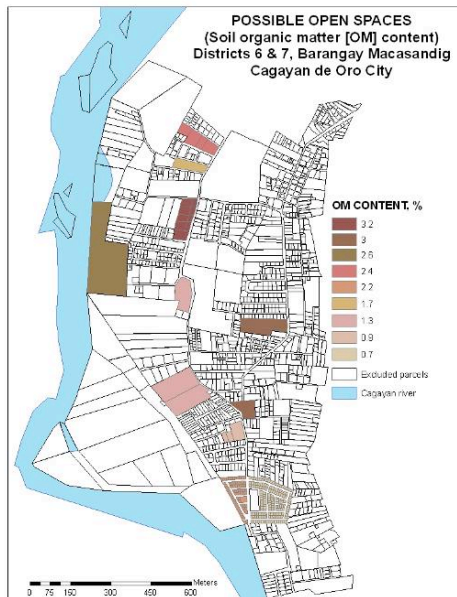 POSSIBLE OPEN SPACES
(Soil organic matter [OM] content)
Districts 6 & 7, Barangay Macasandig
Cagayan de Oro City
OM CONTENT, %
3.2
3
2.6
2.4
2.2
1.7
1.3
0.9
0.7
Excluded parcels
Cagayan river
Meters
0 75 150 300 450 600